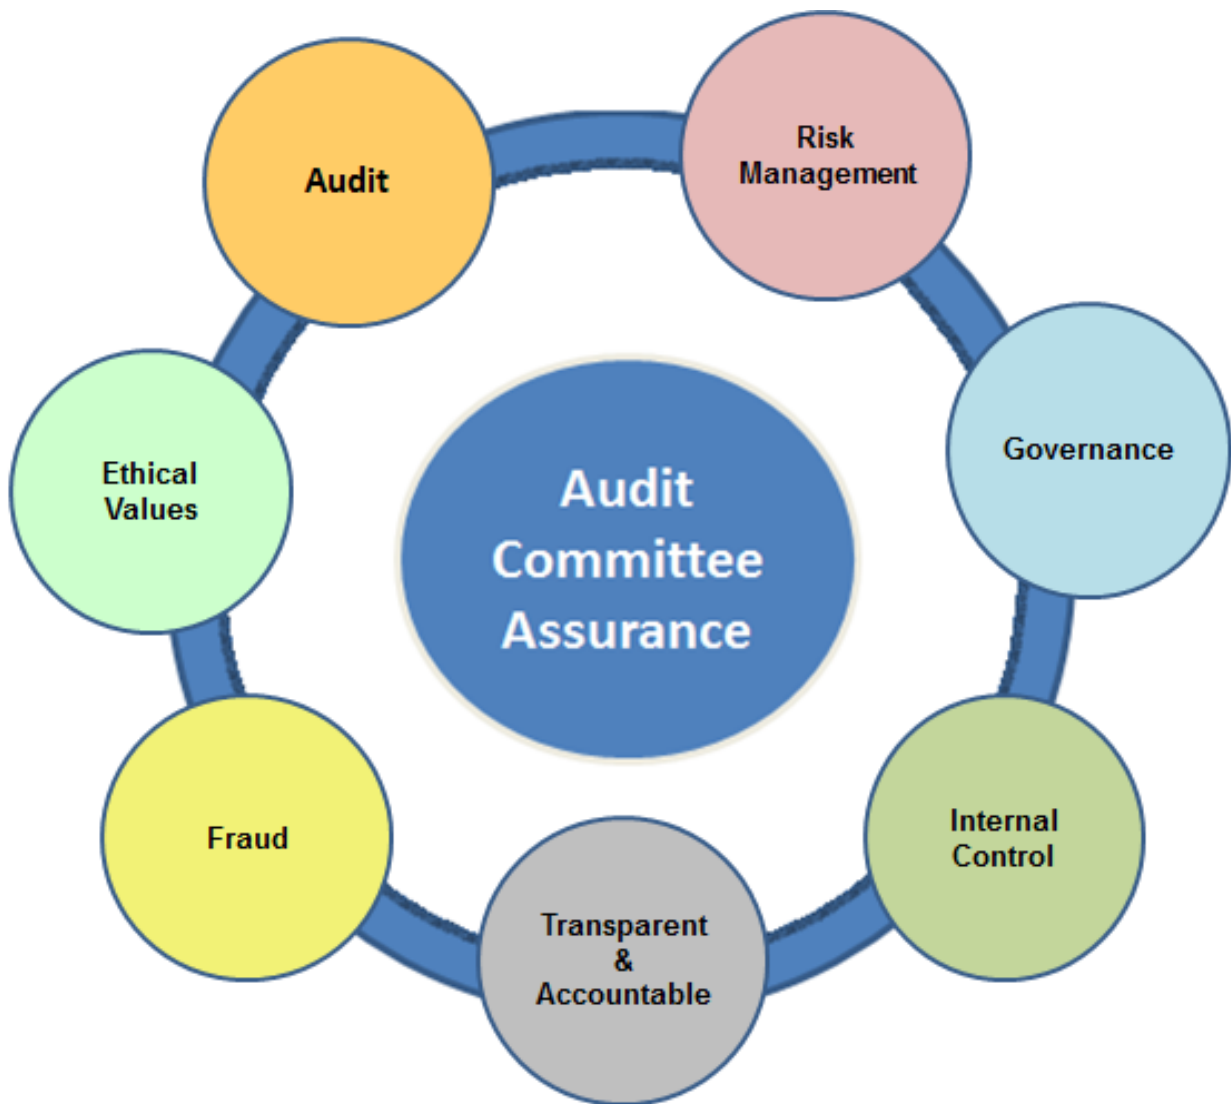 Audit
Risk
Management
Governance
Internal
Control
Transparent
&
Accountable
Fraud
Ethical
Values
Audit
Committee
Assurance